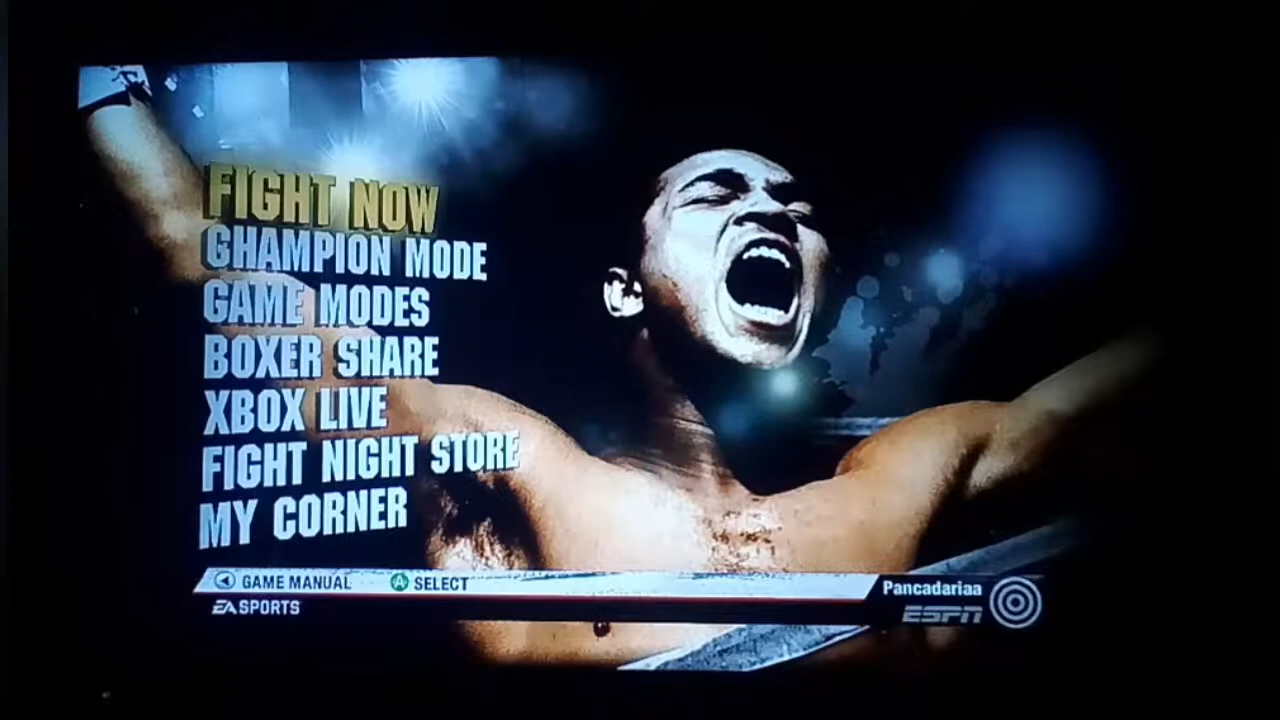 FIGHT NOW
CHAMPION MODE
GAME MODES
BOXER SHARE
XBOX LIVE
FIGHT NIGHT STORE
MY CORNER
GAME MANUAL A SELECT
Pancadariaa
EA SPORTS
ESPN